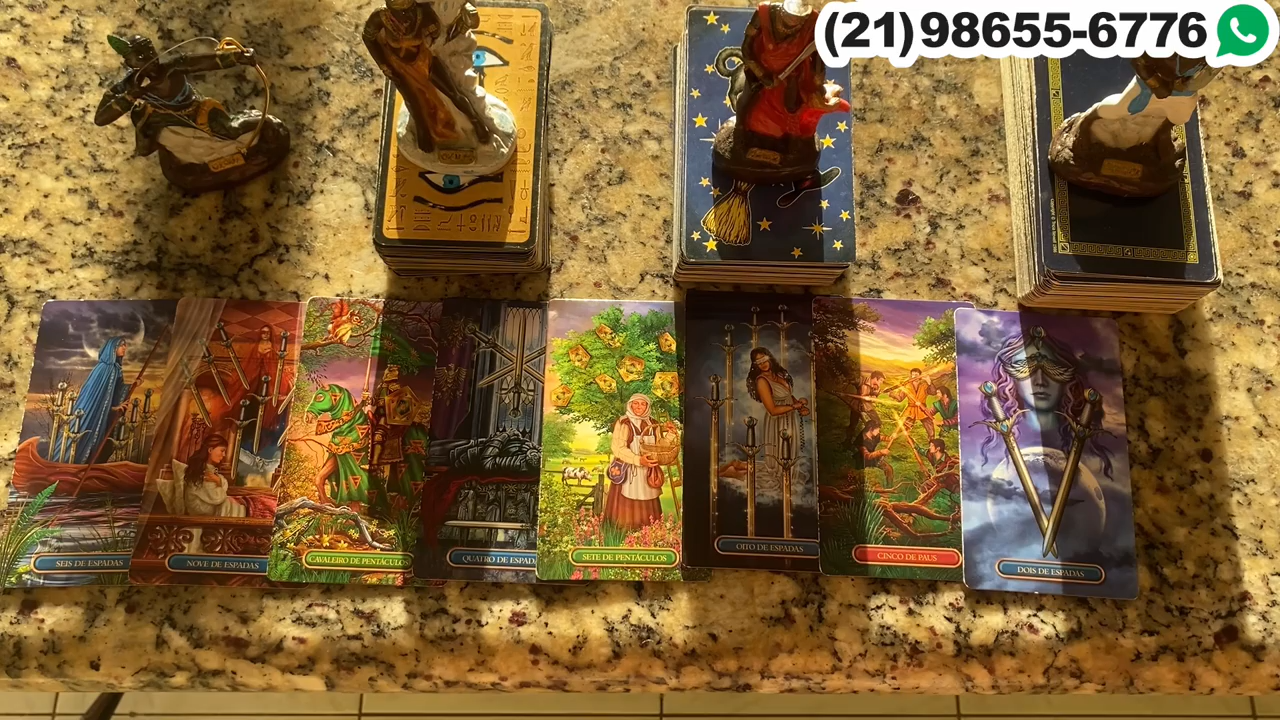 (21)98655-6776
SEIS DE ESPADAS
NOVE DE ESPADAS
CAVALEIRO DE PENTÁCULOS
QUATRO DE ESPAD
SETE DE PENTÁCULOS
OITO DE ESPADAS
CINCO DE PAUS
DOIS DE ESPADAS